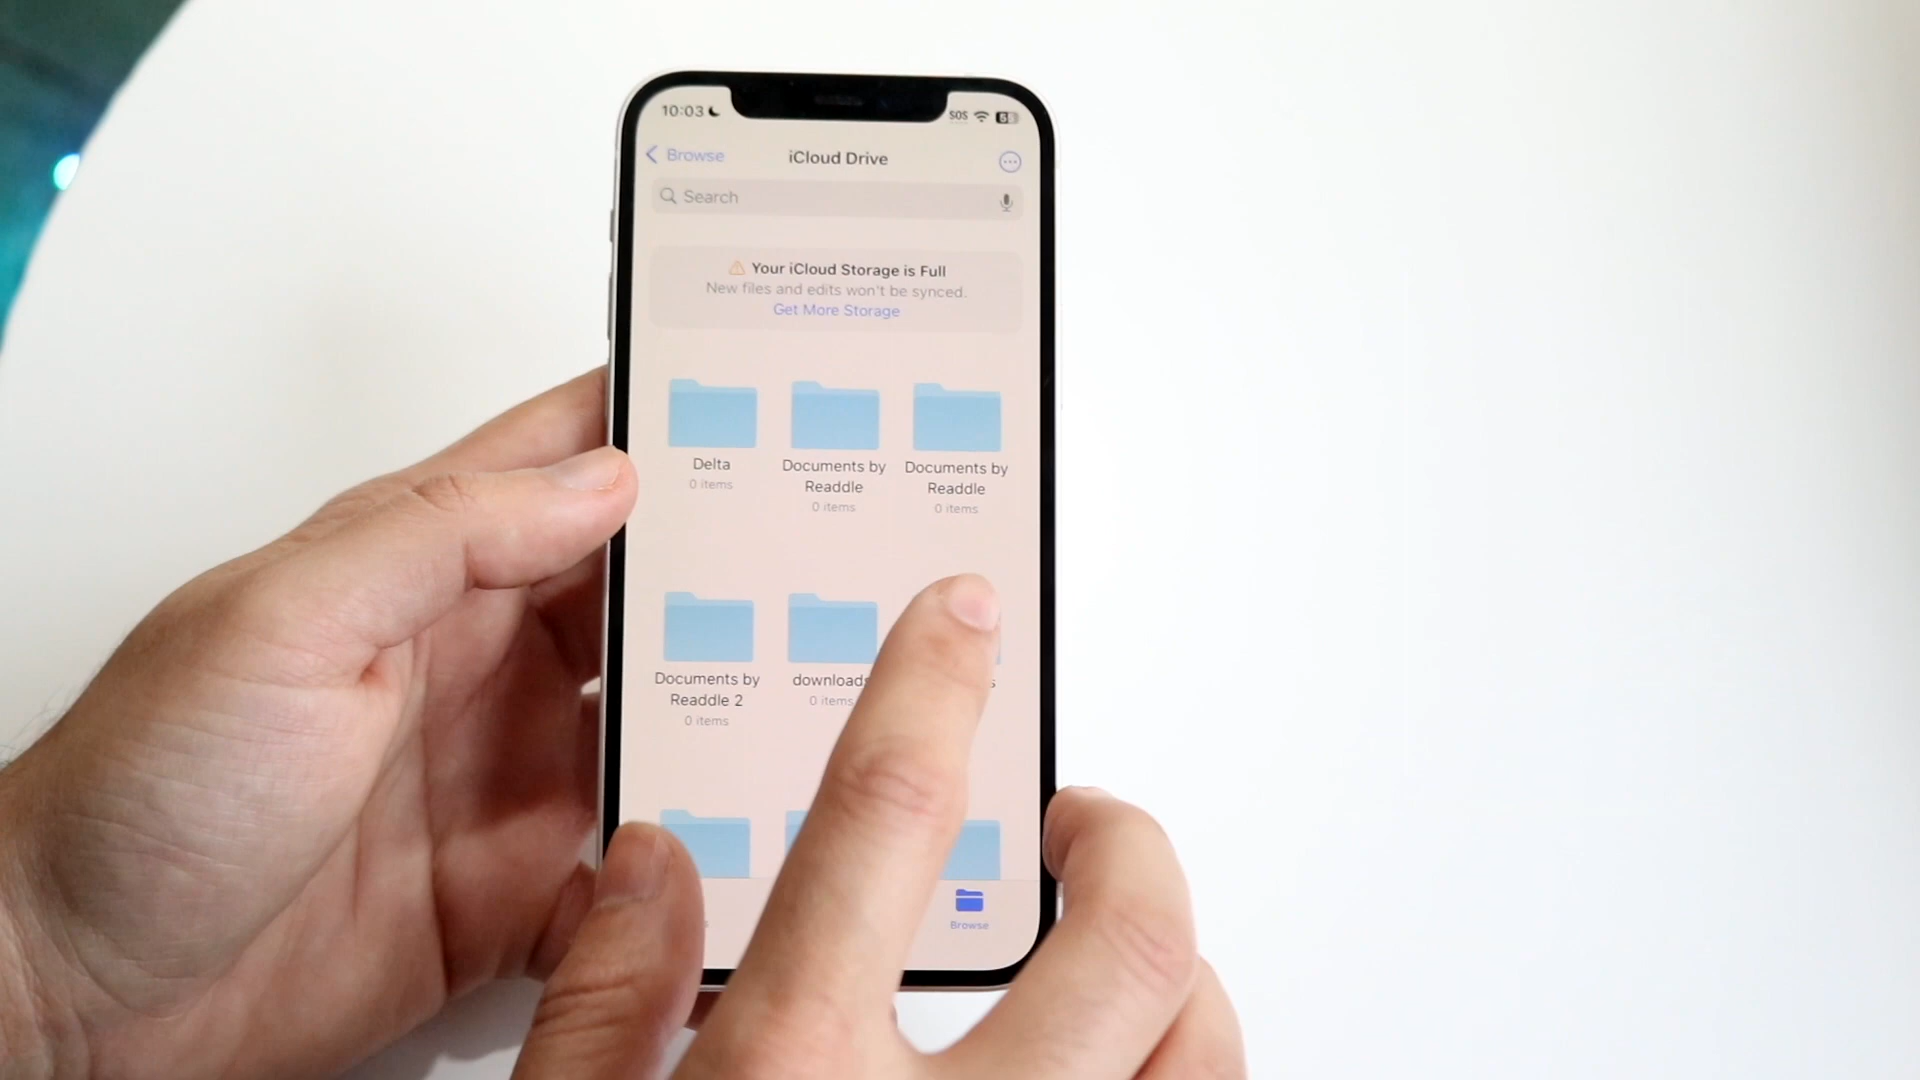 10:03
SOS
Browse
iCloud Drive
Search
Your iCloud Storage is Full
New files and edits won't be synced.
Get More Storage
Delta
0 items
Documents by
Readdle
0 items
Documents by
Readdle
0 items
Documents by
Readdle 2
0 items
downloads
0 items
s
s
Browse